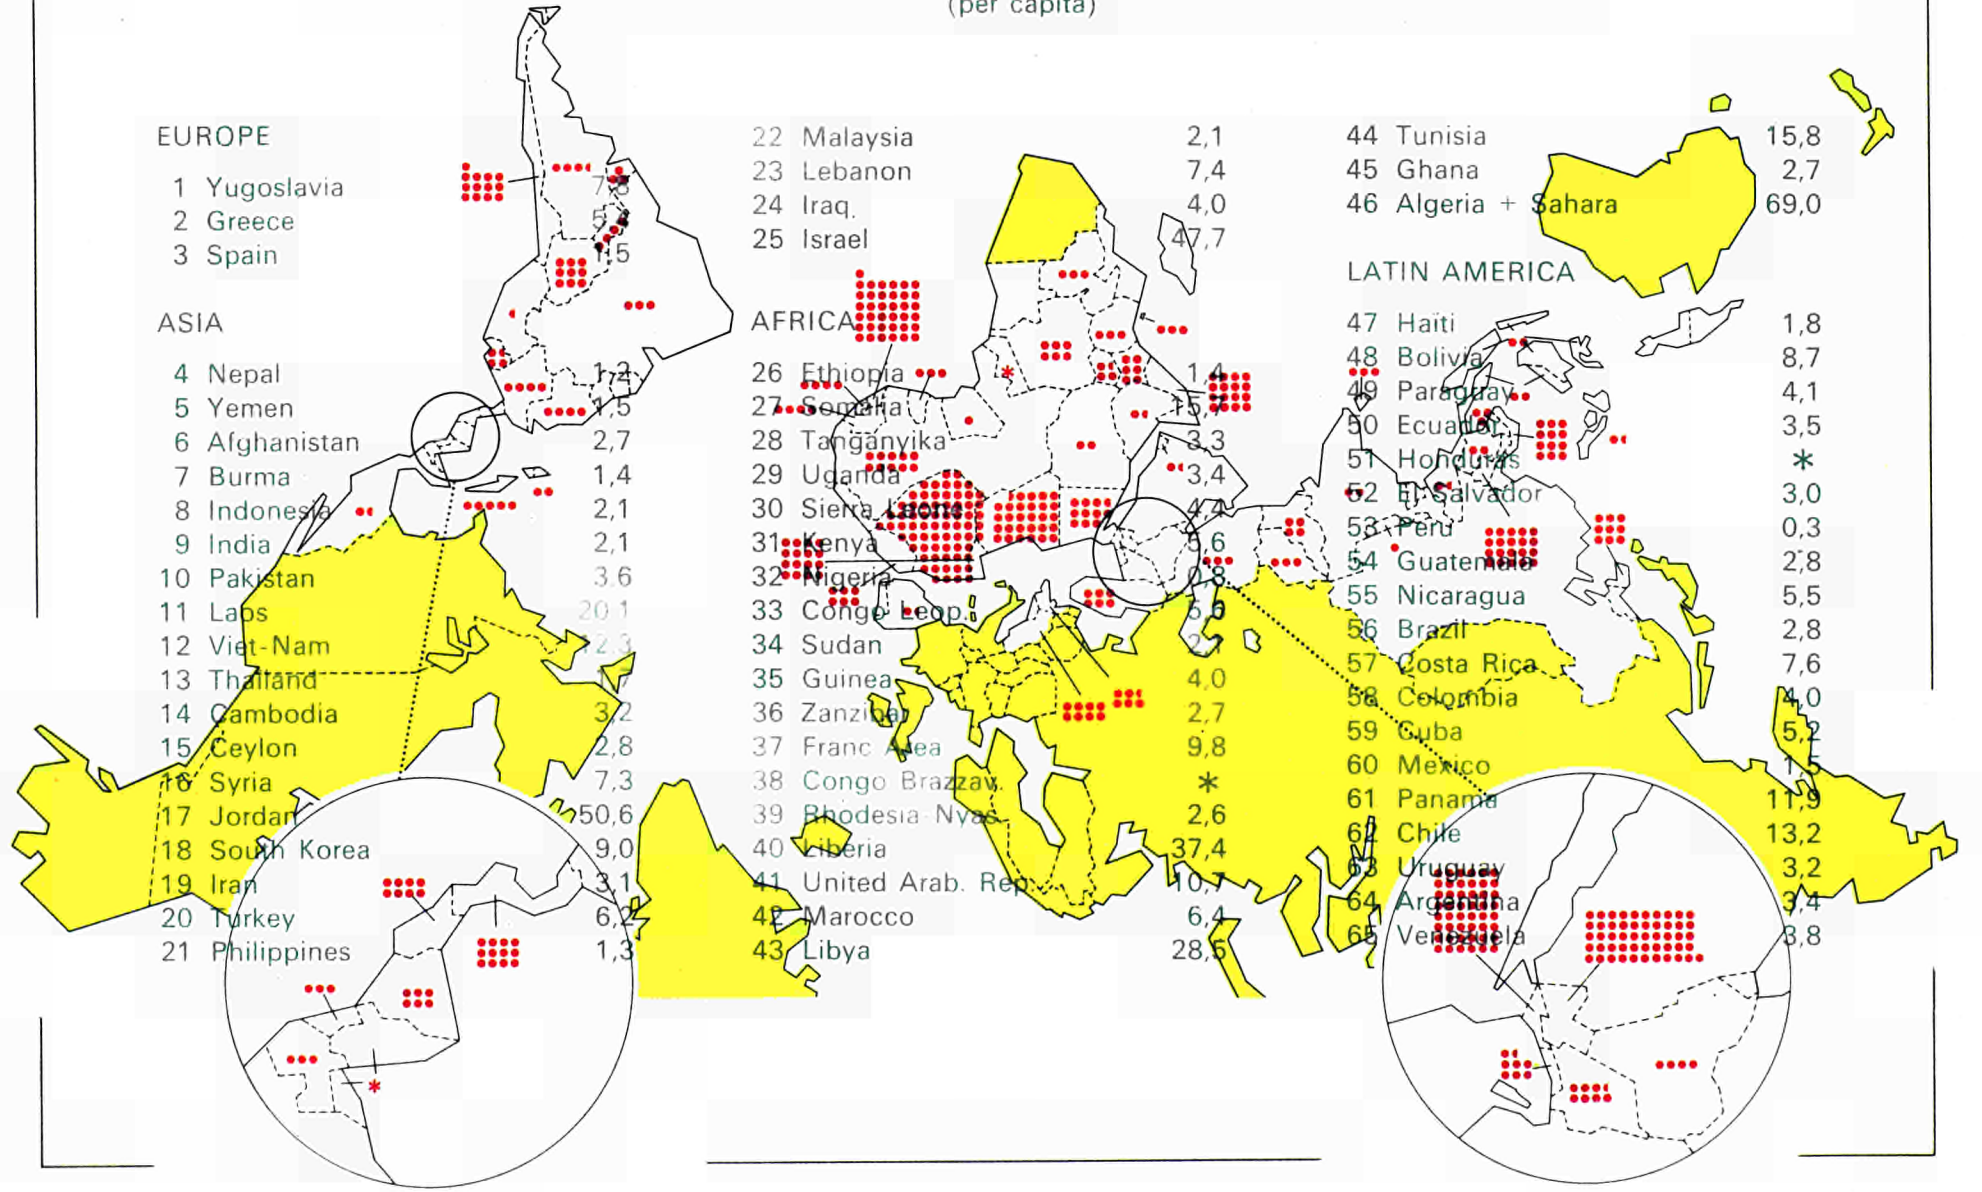 (per capita)
EUROPE
1 Yugoslavia 7,8
2 Greece
3 Spain 1,5
ASIA
4 Nepal 1,2
5 Yemen 1,5
6 Afghanistan 2,7
7 Burma 1,4
8 Indonesia 2,1
9 India 2,1
10 Pakistan 3.6
11 Laos 20.1
12 Viet-Nam 12.3
13 Thailand
14 Cambodia 3,2
15 Ceylon 2,8
16 Syria 7,3
17 Jordan 50,6
18 South Korea 9,0
19 Iran 3,1
20 Turkey 6,2
21 Philippines 1,3
22 Malaysia 2,1
23 Lebanon 7,4
24 Iraq. 4,0
25 Israel 47,7
AFRICA
26 Ethiopia 1,4
27 Somalia 15,7
28 Tanganyika 3,3
29 Uganda 3,4
30 Sierra Leone 4,4
31 Kenya 5,6
32 Nigeria 0,8
33 Congo Leop.
34 Sudan 2,1
35 Guinea 4,0
36 Zanzibar 2,7
37 Franc Area 9,8
38 Congo Brazzav. *
39 Rhodesia-Nyas. 2,6
40 Liberia 37,4
41 United Arab. Rep. 10,7
42 Marocco 6,4
43 Libya 28,5
44 Tunisia 15,8
45 Ghana 2,7
46 Algeria + Sahara 69,0
LATIN AMERICA
47 Haïti 1,8
48 Bolivia 8,7
49 Paraguay 4,1
50 Ecuador 3,5
51 Honduras *
52 El Salvador 3,0
53 Peru 0,3
54 Guatemala 2,8
55 Nicaragua 5,5
56 Brazil 2,8
57 Costa Rica 7,6
58 Colombia 4,0
59 Cuba 5,2
60 Mexico 1,5
61 Panama 11,9
62 Chile 13,2
63 Uruguay 3,2
64 Argentina 3,4
65 Venezuela 3,8